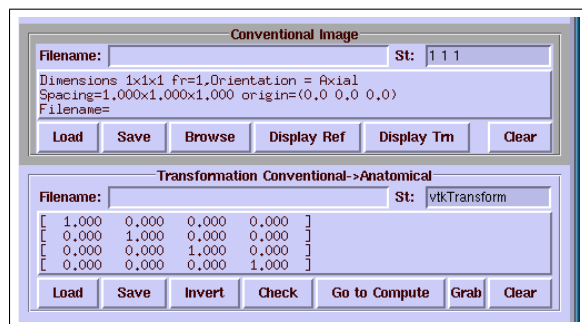 Conventional Image
Filename: St: 1 1 1
Dimensions 1x1x1 fr=1,Orientation = Axial
Spacing=1.000x1.000x1.000 origin=(0.0 0.0 0.0)
Filename=
Load Save Browse Display Ref Display Trn Clear
Transformation Conventional->Anatomical
Filename: St: vtkTransform
[ 1.000 0.000 0.000 0.000 ]
[ 0.000 1.000 0.000 0.000 ]
[ 0.000 0.000 1.000 0.000 ]
[ 0.000 0.000 0.000 1.000 ]
Load Save Invert Check Go to Compute Grab Clear